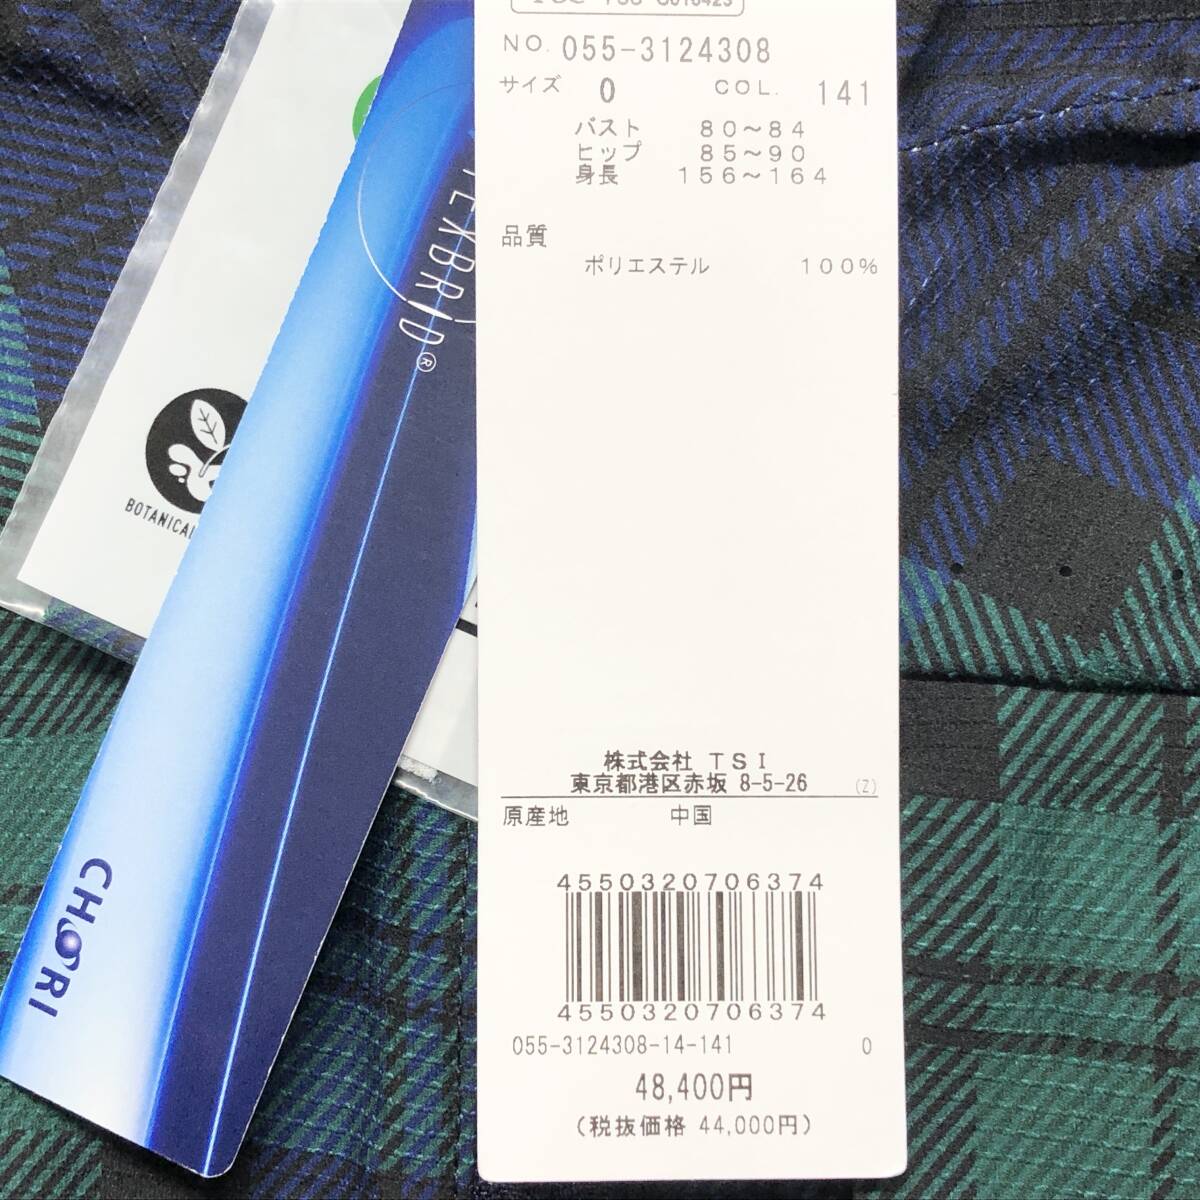 NO. 055-3124308
サイズ 0 COL. 141
バスト 80～84
ヒップ 85～90
身長 156～164
品質
ポリエステル 100%
株式会社 TSI
東京都港区赤坂 8-5-26 (Z)
原産地 中国
4550320706374
4550320706374
055-3124308-14-141 0
48,400円
(税抜価格 44,000円)
BOTANICAL
CHORI